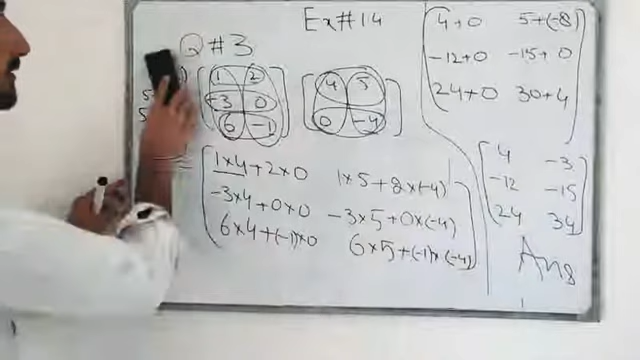 Ex#14
Q #3
1 2 4 5
-3 0
6 -1 0 -4
= 1×4+2×0 1×5+2×(-4)
-3×4+0×0 -3×5+0×(-4)
6×4+(-1)×0 6×5+(-1)×(-4)
4+0 5+(-8)
-12+0 -15+0
24+0 30+4
4 -3
-12 -15
24 34
Ans